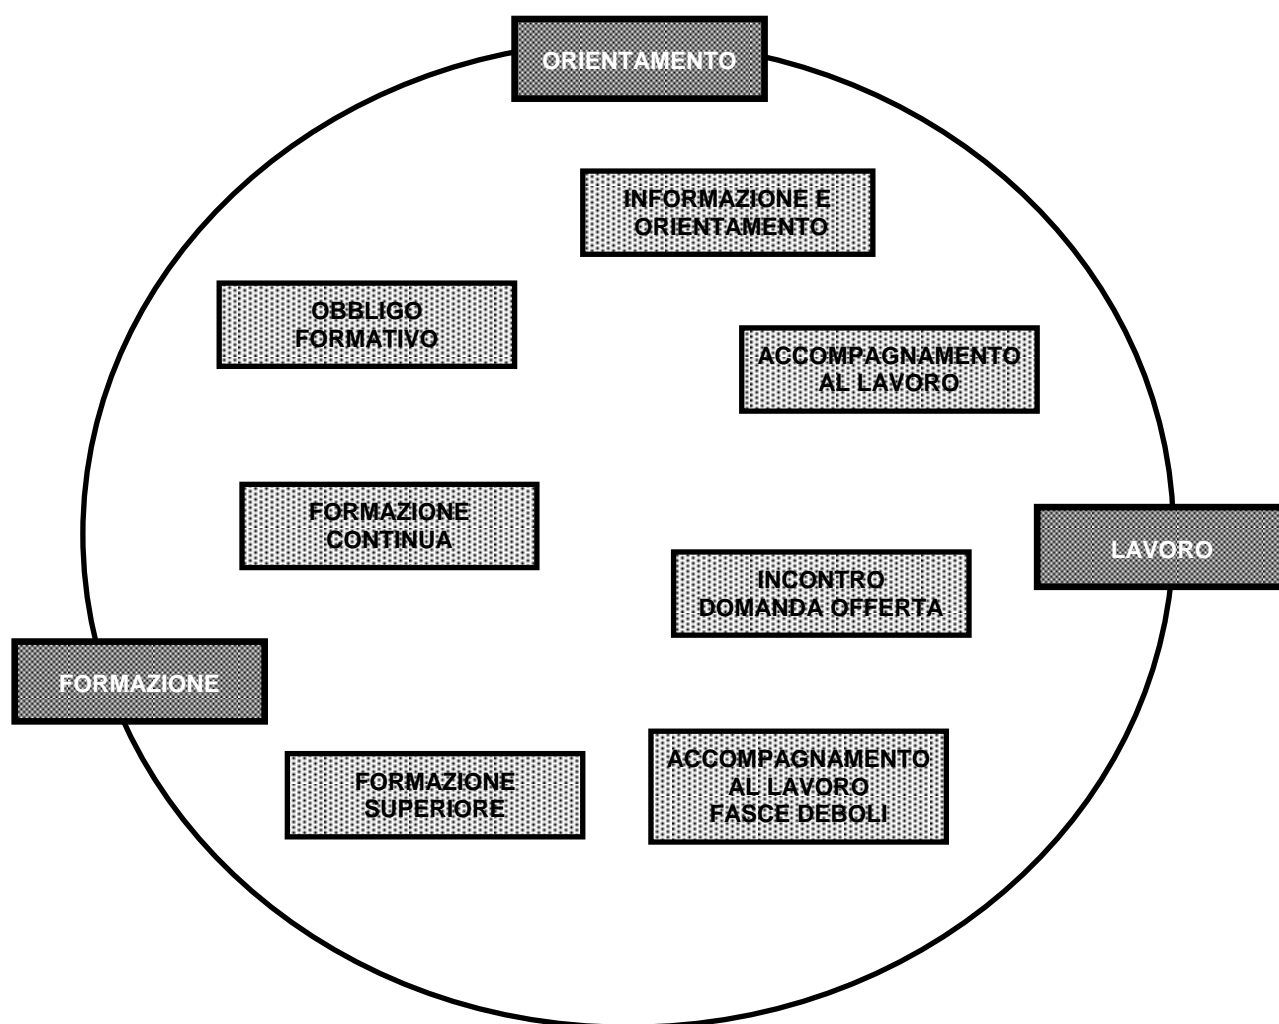 ORIENTAMENTO
INFORMAZIONE E
ORIENTAMENTO
OBBLIGO
FORMATIVO
ACCOMPAGNAMENTO
AL LAVORO
FORMAZIONE
CONTINUA
LAVORO
INCONTRO
DOMANDA OFFERTA
FORMAZIONE
FORMAZIONE
SUPERIORE
ACCOMPAGNAMENTO
AL LAVORO
FASCE DEBOLI